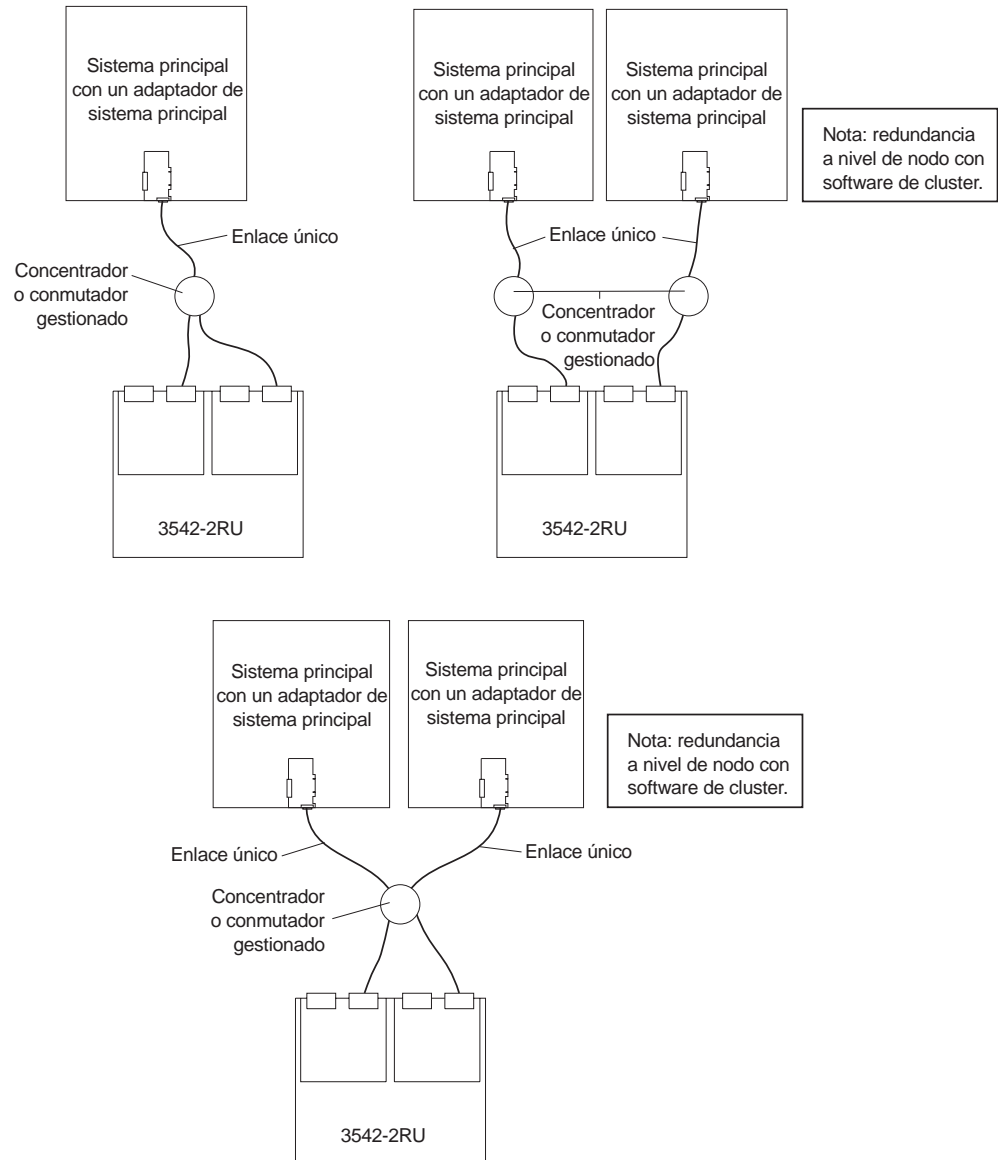 Sistema principal
con un adaptador de
sistema principal
Enlace único
Concentrador
o conmutador
gestionado
3542-2RU
Sistema principal
con un adaptador de
sistema principal
Sistema principal
con un adaptador de
sistema principal
Nota: redundancia
a nivel de nodo con
software de cluster.
Enlace único
Concentrador
o conmutador
gestionado
3542-2RU
Sistema principal
con un adaptador de
sistema principal
Sistema principal
con un adaptador de
sistema principal
Nota: redundancia
a nivel de nodo con
software de cluster.
Enlace único
Enlace único
Concentrador
o conmutador
gestionado
3542-2RU